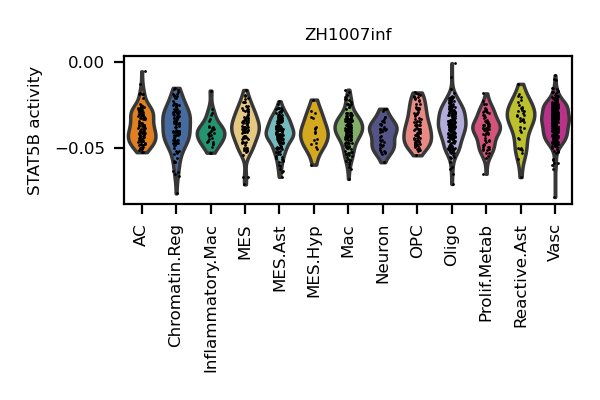 ZH1007inf
STAT5B activity
0.00
−0.05
AC
Chromatin.Reg
Inflammatory.Mac
MES
MES.Ast
MES.Hyp
Mac
Neuron
OPC
Oligo
Prolif.Metab
Reactive.Ast
Vasc